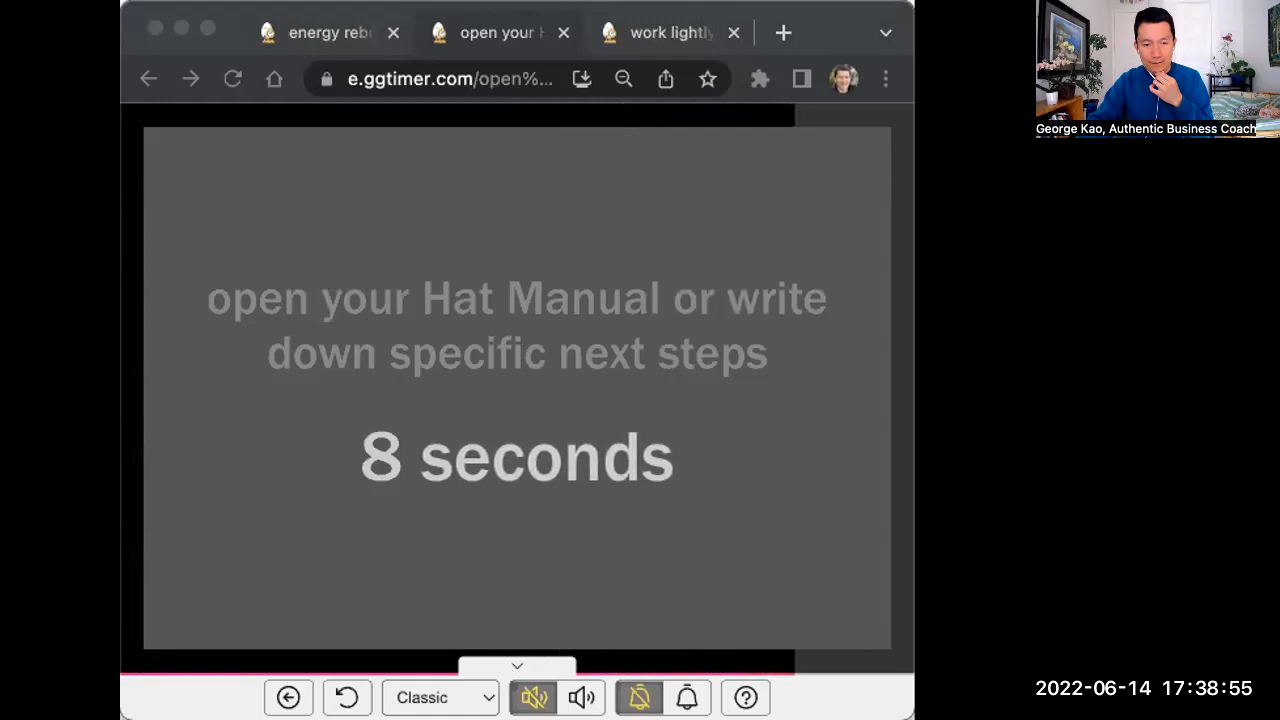 energy reb
open your H
work lightly
e.ggtimer.com/open%...
George Kao, Authentic Business Coach
open your Hat Manual or write
down specific next steps
8 seconds
Classic
2022-06-14 17:38:55